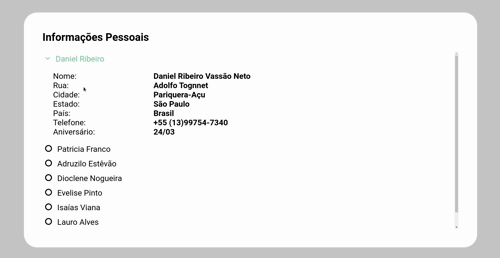 Informações Pessoais
Daniel Ribeiro
Nome: Daniel Ribeiro Vassão Neto
Rua: Adolfo Tognnet
Cidade: Pariquera-Açu
Estado: São Paulo
País: Brasil
Telefone: +55 (13)99754-7340
Aniversário: 24/03
Patricia Franco
Adruzilo Estêvão
Dioclene Nogueira
Evelise Pinto
Isaías Viana
Lauro Alves